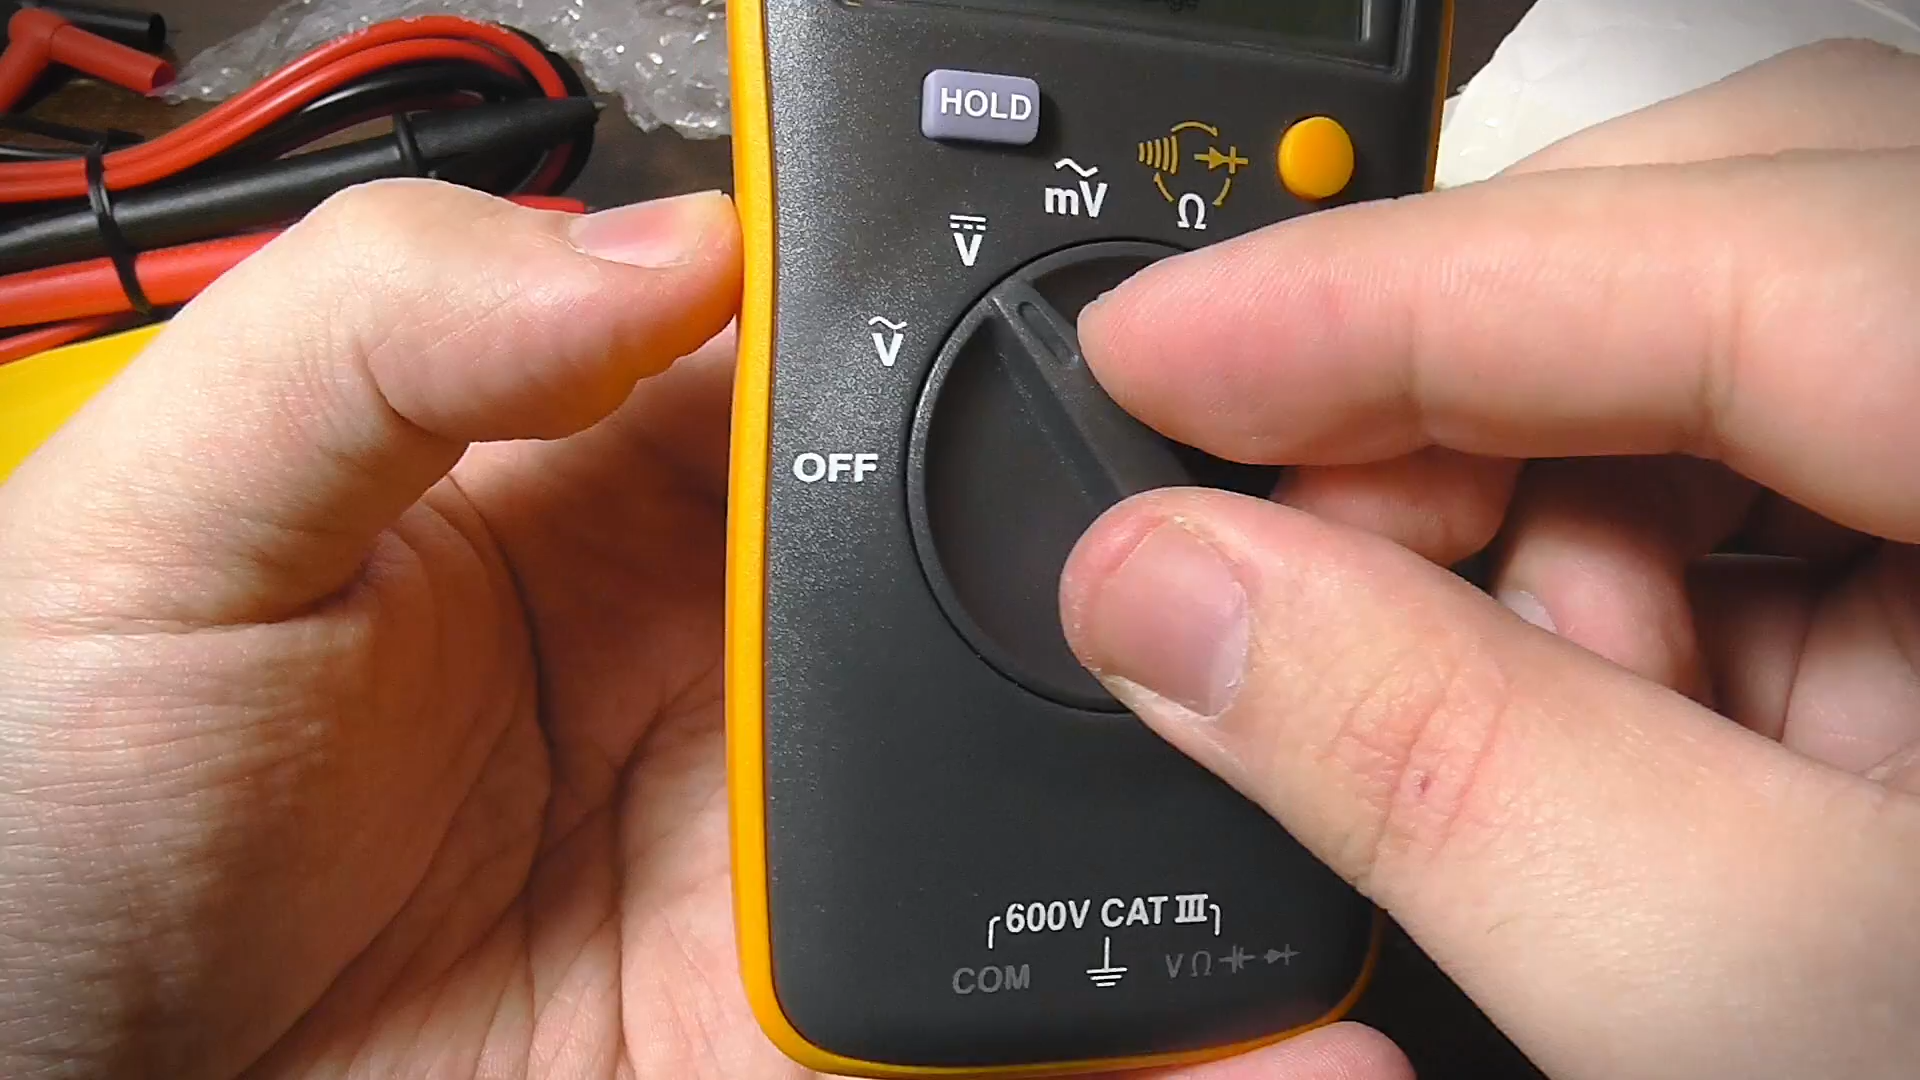 HOLD
mV
Ω
V
V
OFF
600V CAT III
COM
VΩ